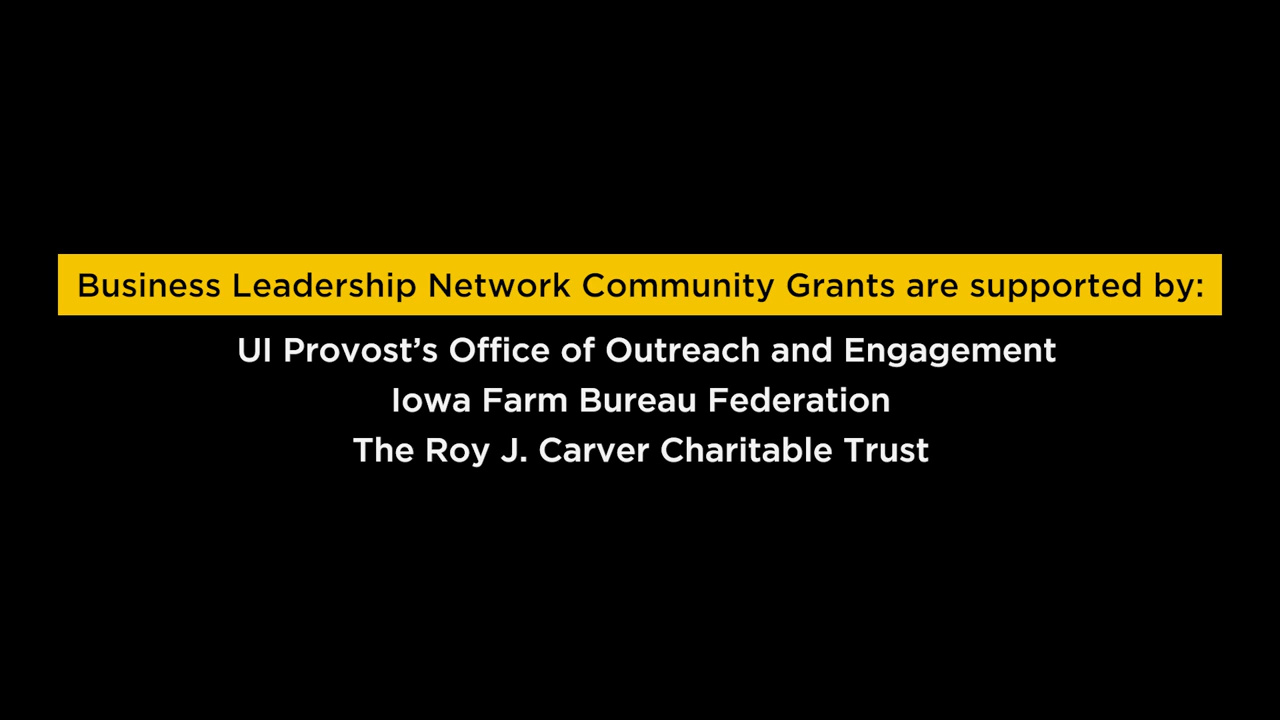 Business Leadership Network Community Grants are supported by:
UI Provost’s Office of Outreach and Engagement
Iowa Farm Bureau Federation
The Roy J. Carver Charitable Trust